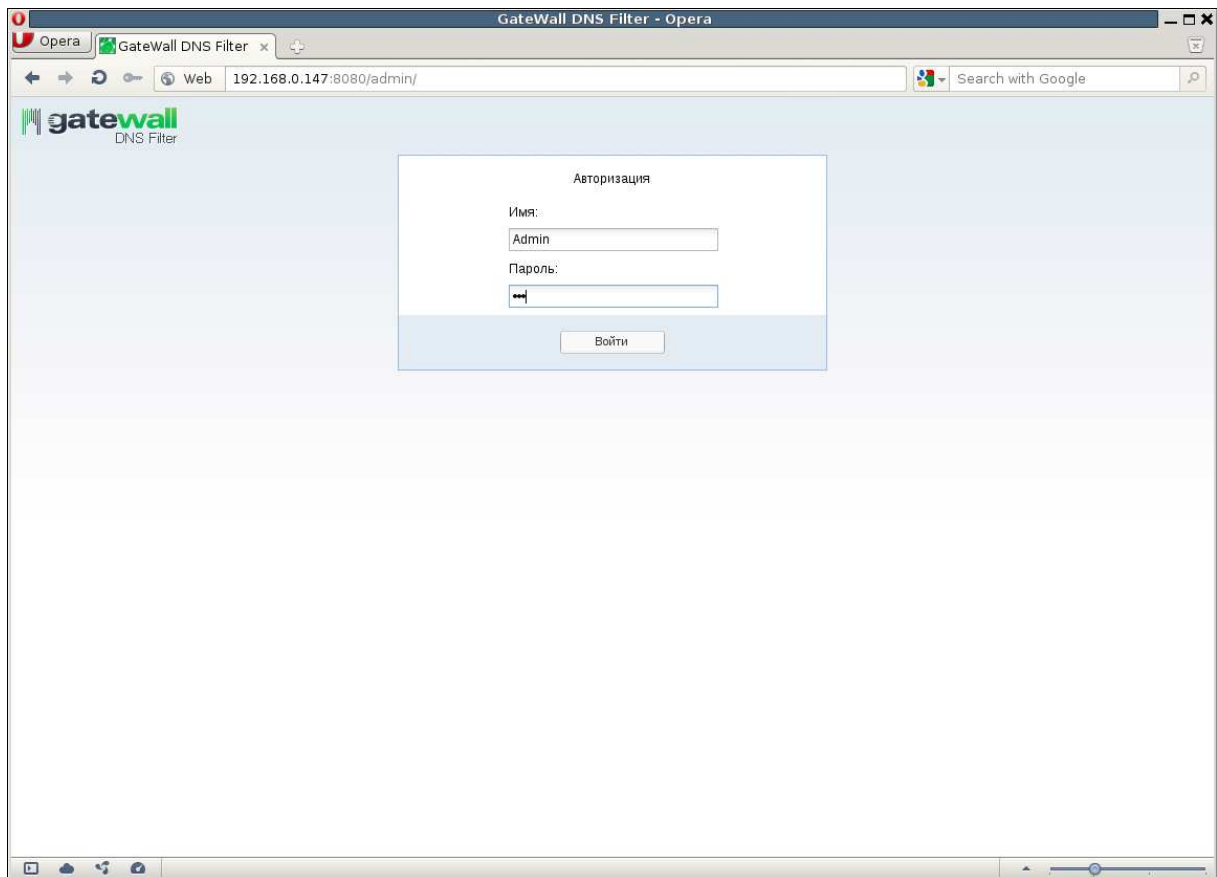 GateWall DNS Filter - Opera
Opera
GateWall DNS Filter
Web
192.168.0.147:8080/admin/
Search with Google
gatewall
DNS Filter
Авторизация
Имя:
Admin
Пароль:
•••
Войти